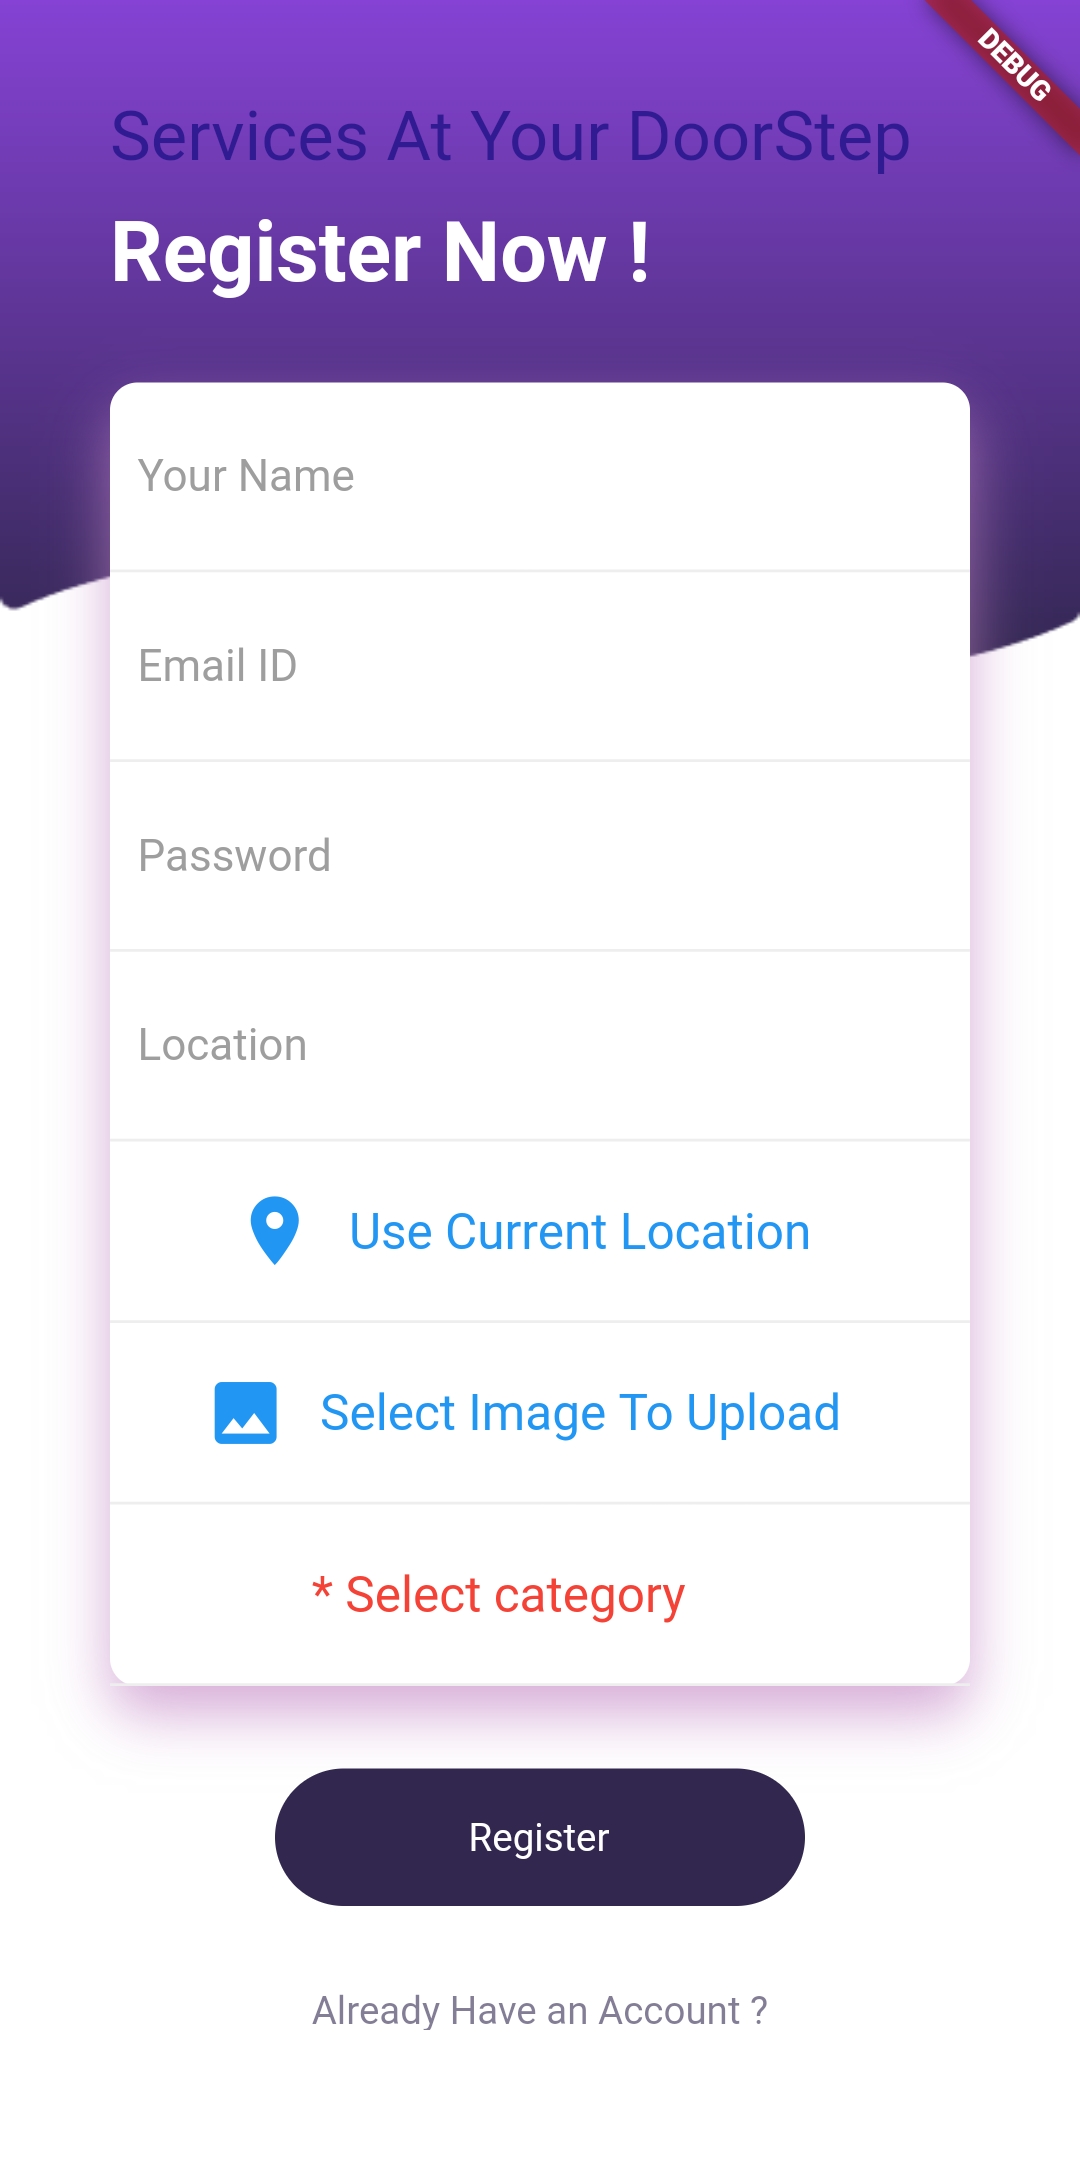 DEBUG
Services At Your DoorStep
Register Now !
Your Name
Email ID
Password
Location
Use Current Location
Select Image To Upload
* Select category
Register
Already Have an Account ?